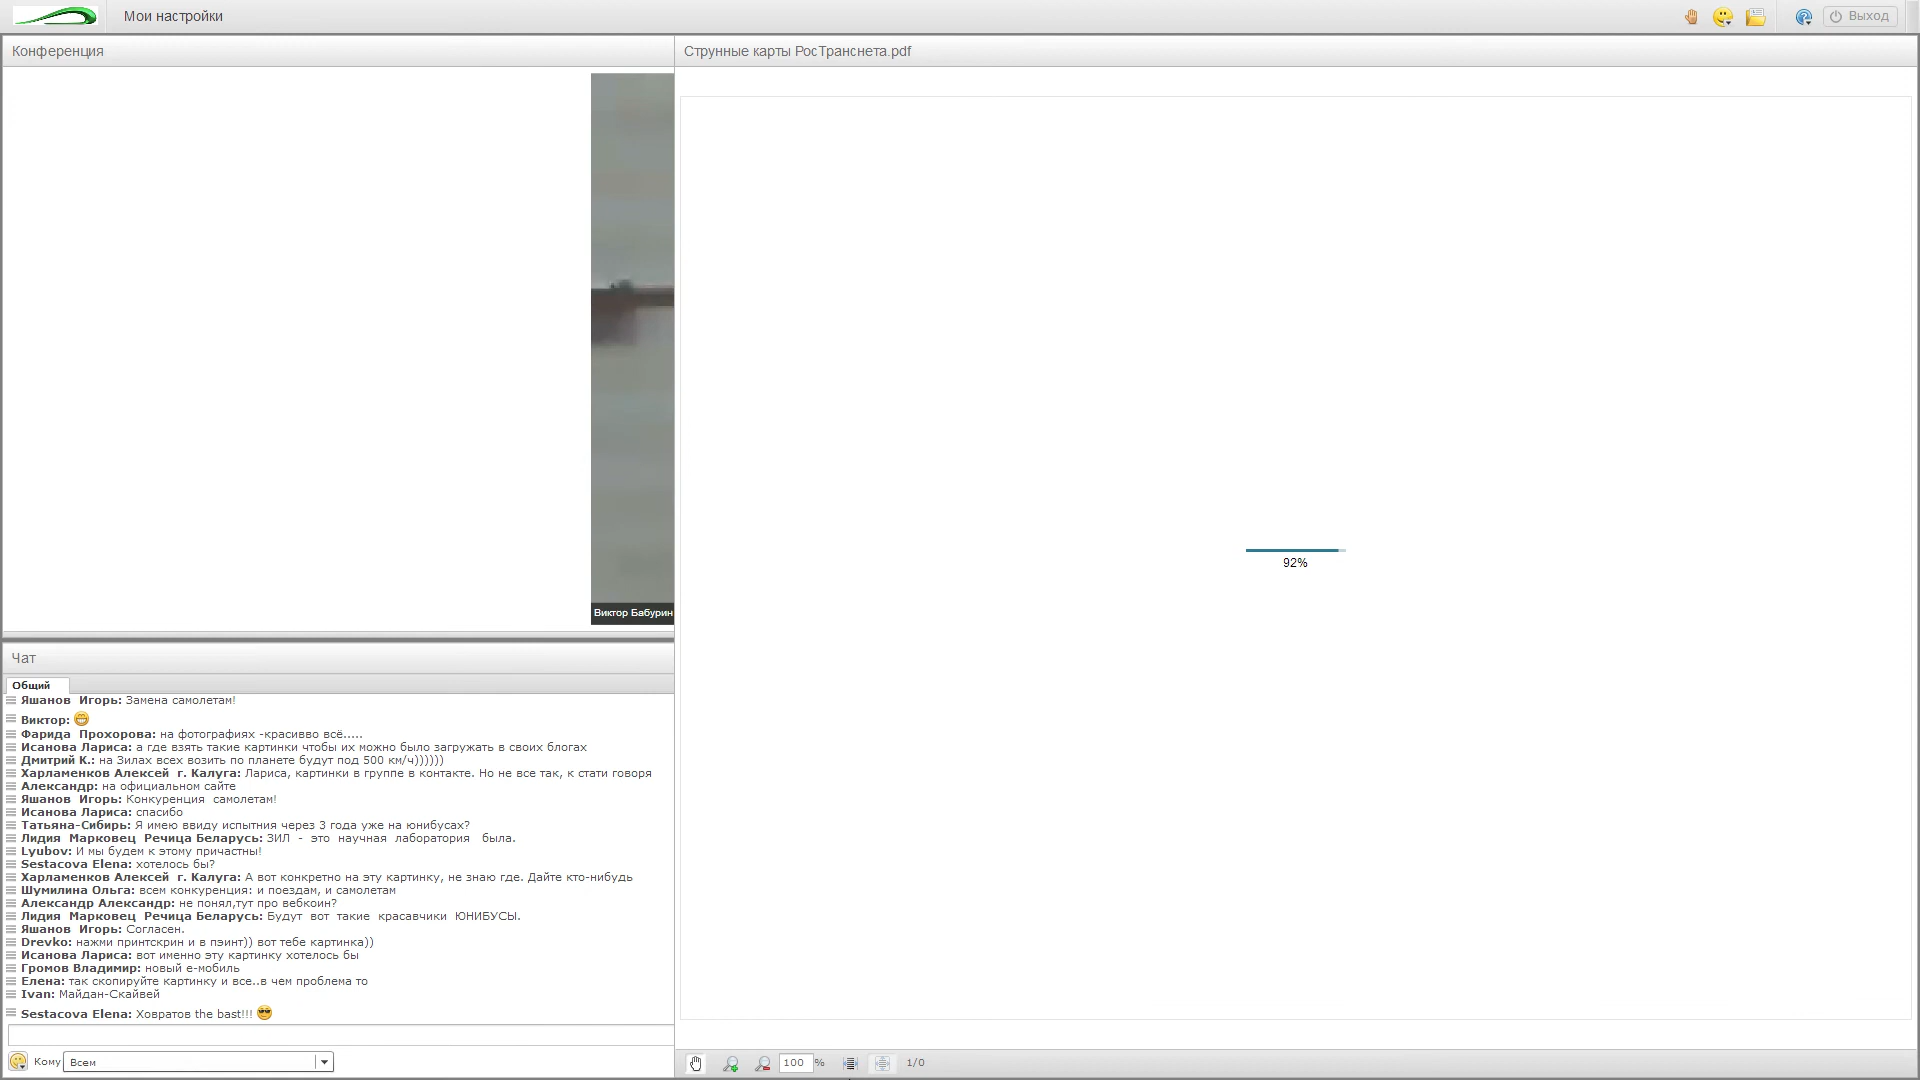 Мои настройки
Выход
Конференция
Струнные карты РосТранснета.pdf
92%
Виктор Бабурин
Чат
Общий
Яшанов Игорь: Замена самолетам!
Виктор:
Фарида Прохорова: на фотографиях -красивво всё.....
Исанова Лариса: а где взять такие картинки чтобы их можно было загружать в своих блогах
Дмитрий К.: на Зилах всех возить по планете будут под 500 км/ч))))))
Харламенков Алексей г. Калуга: Лариса, картинки в группе в контакте. Но не все так, к стати говоря
Александр: на официальном сайте
Яшанов Игорь: Конкуренция самолетам!
Исанова Лариса: спасибо
Татьяна-Сибирь: Я имею ввиду испытния через 3 года уже на юнибусах?
Лидия Марковец Речица Беларусь: ЗИЛ - это научная лаборатория была.
Lyubov: И мы будем к этому причастны!
Sestacova Elena: хотелось бы?
Харламенков Алексей г. Калуга: А вот конкретно на эту картинку, не знаю где. Дайте кто-нибудь
Шумилина Ольга: всем конкуренция: и поездам, и самолетам
Александр Александр: не понял,тут про вебкоин?
Лидия Марковец Речица Беларусь: Будут вот такие красавчики ЮНИБУСЫ.
Яшанов Игорь: Согласен.
Drevko: нажми принтскрин и в пэинт)) вот тебе картинка))
Исанова Лариса: вот именно эту картинку хотелось бы
Громов Владимир: новый е-мобиль
Елена: так скопируйте картинку и все..в чем проблема то
Ivan: Майдан-Скайвей
Sestacova Elena: Ховратов the bast!!!
Кому Всем
100 % 1/0